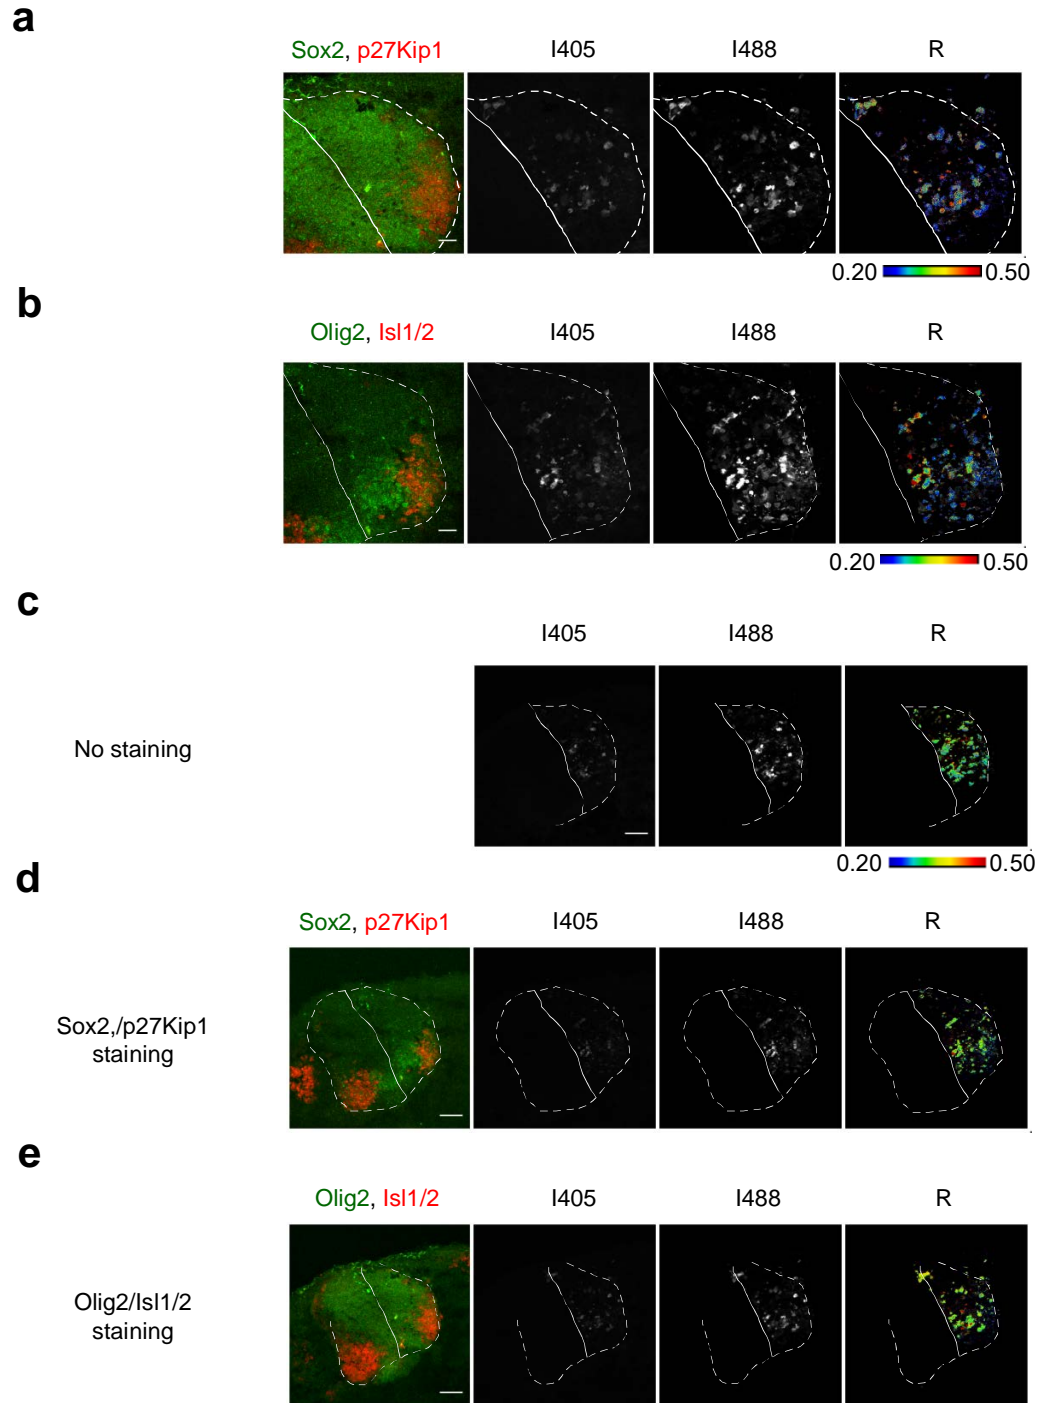 a
Sox2, p27Kip1 I405 I488 R
0.20 0.50
b
Olig2, Isl1/2 I405 I488 R
0.20 0.50
c
I405 I488 R
No staining
0.20 0.50
d
Sox2, p27Kip1 I405 I488 R
Sox2,/p27Kip1
staining
e
Olig2, Isl1/2 I405 I488 R
Olig2/Isl1/2
staining